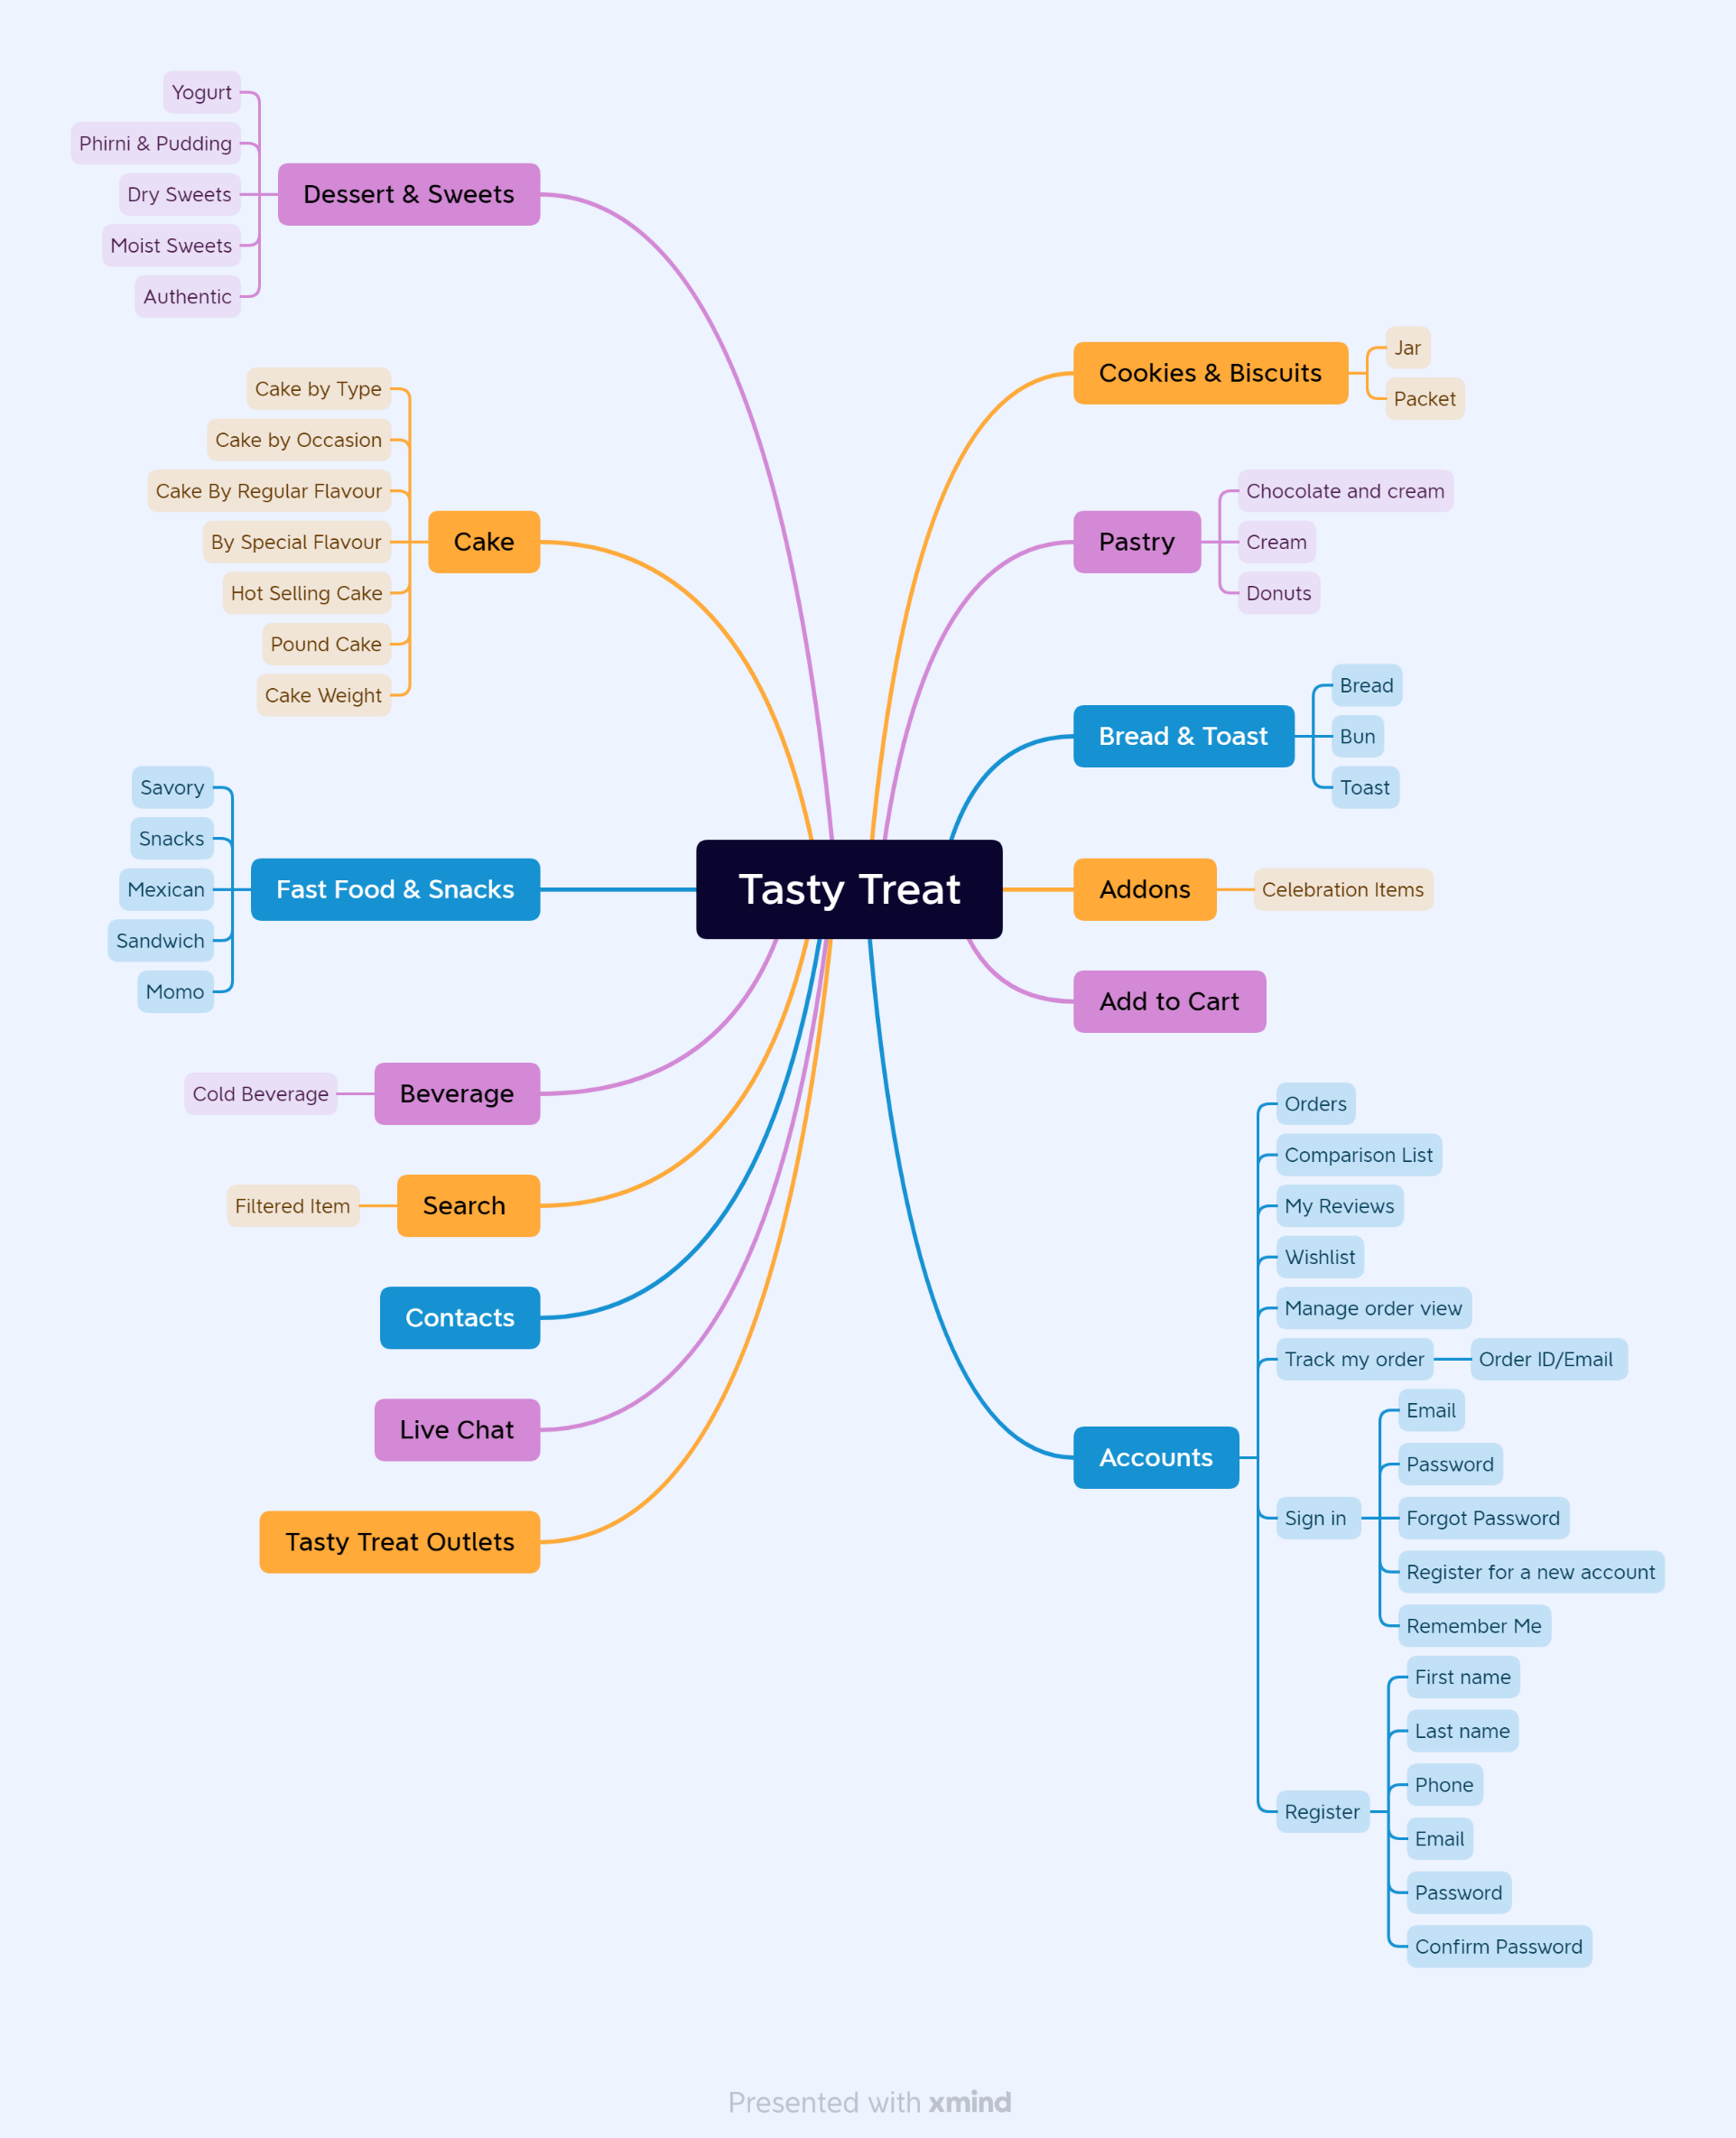 Tasty Treat
Cookies & Biscuits
Jar
Packet
Pastry
Chocolate and cream
Cream
Donuts
Bread & Toast
Bread
Bun
Toast
Addons
Celebration Items
Add to Cart
Accounts
Orders
Comparison List
My Reviews
Wishlist
Manage order view
Track my order
Order ID/Email
Sign in
Email
Password
Forgot Password
Register for a new account
Remember Me
Register
First name
Last name
Phone
Email
Password
Confirm Password
Dessert & Sweets
Yogurt
Phirni & Pudding
Dry Sweets
Moist Sweets
Authentic
Cake
Cake by Type
Cake by Occasion
Cake By Regular Flavour
By Special Flavour
Hot Selling Cake
Pound Cake
Cake Weight
Fast Food & Snacks
Savory
Snacks
Mexican
Sandwich
Momo
Beverage
Cold Beverage
Search
Filtered Item
Contacts
Live Chat
Tasty Treat Outlets
Presented with xmind